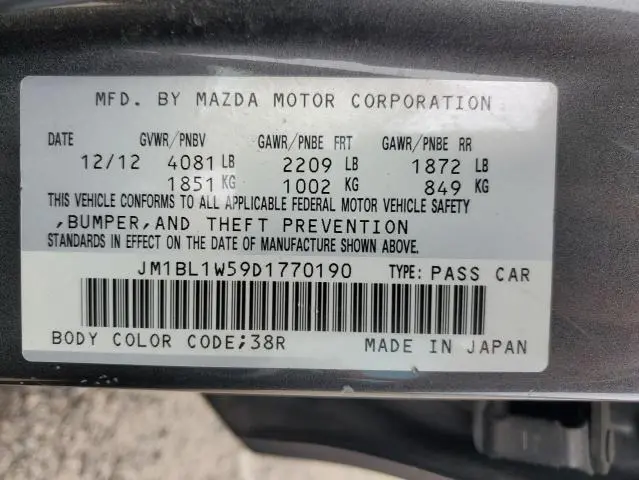 MFD. BY MAZDA MOTOR CORPORATION
DATE GVWR/PNBV GAWR/PNBE FRT GAWR/PNBE RR
12/12 4081 LB 2209 LB 1872 LB
1851 KG 1002 KG 849 KG
THIS VEHICLE CONFORMS TO ALL APPLICABLE FEDERAL MOTOR VEHICLE SAFETY
,BUMPER,AND THEFT PREVENTION
STANDARDS IN EFFECT ON THE DATE OF MANUFACTURE SHOWN ABOVE.
JM1BL1W59D1770190 TYPE: PASS CAR
BODY COLOR CODE;38R MADE IN JAPAN